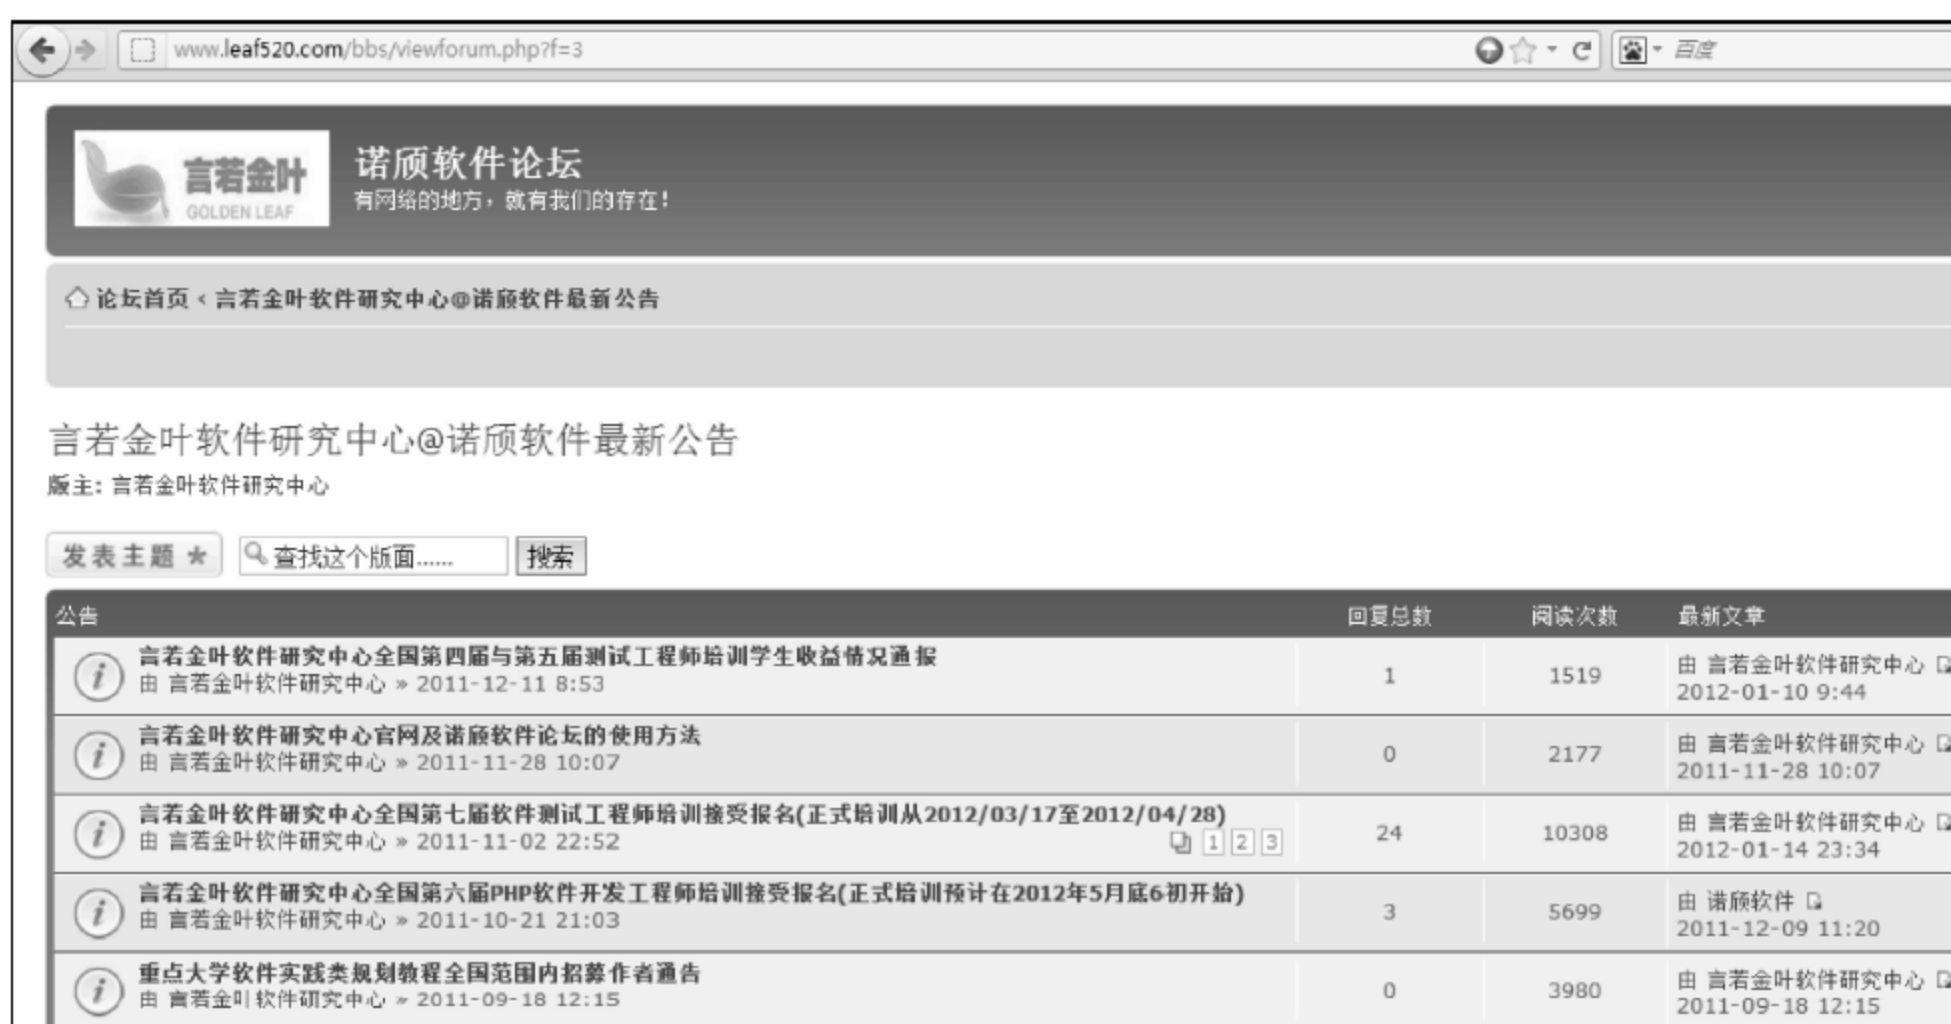 www.leaf520.com/bbs/viewforum.php?f=3
百度
言若金叶
GOLDEN LEAF
诺颀软件论坛
有网络的地方，就有我们的存在!
论坛首页 ‹ 言若金叶软件研究中心@诺颀软件最新公告
言若金叶软件研究中心@诺颀软件最新公告
版主: 言若金叶软件研究中心
发表主题 *
查找这个版面......
搜索
公告 回复总数 阅读次数 最新文章
言若金叶软件研究中心全国第四届与第五届测试工程师培训学生收益情况通报
由 言若金叶软件研究中心 » 2011-12-11 8:53
1
1519
由 言若金叶软件研究中心
2012-01-10 9:44
言若金叶软件研究中心官网及诺颀软件论坛的使用方法
由 言若金叶软件研究中心 » 2011-11-28 10:07
0
2177
由 言若金叶软件研究中心
2011-11-28 10:07
言若金叶软件研究中心全国第七届软件测试工程师培训接受报名(正式培训从2012/03/17至2012/04/28)
由 言若金叶软件研究中心 » 2011-11-02 22:52
1 2 3
24
10308
由 言若金叶软件研究中心
2012-01-14 23:34
言若金叶软件研究中心全国第六届PHP软件开发工程师培训接受报名(正式培训预计在2012年5月底6初开始)
由 言若金叶软件研究中心 » 2011-10-21 21:03
3
5699
由 诺颀软件
2011-12-09 11:20
重点大学软件实践类规划教程全国范围内招募作者通告
由 言若金叶软件研究中心 » 2011-09-18 12:15
0
3980
由 言若金叶软件研究中心
2011-09-18 12:15